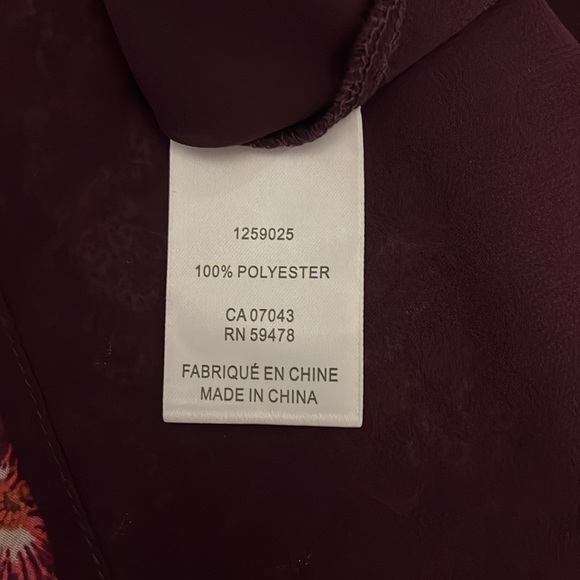 1259025
100% POLYESTER
CA 07043
RN 59478
FABRIQUÉ EN CHINE
MADE IN CHINA